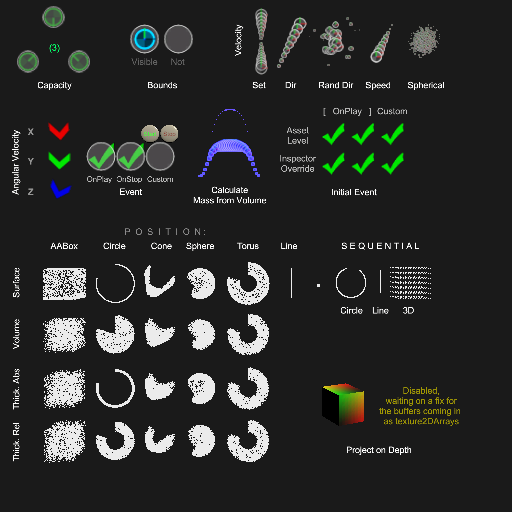 (3)
Capacity
Visible
Not
Bounds
Velocity
Set
Dir
Rand Dir
Speed
Spherical
Angular Velocity
X
Y
Z
OnPlay
OnStop
Custom
Event
Calculate
Mass from Volume
[ OnPlay ] Custom
Asset
Level
Inspector
Override
Initial Event
POSITION:
AABox
Circle
Cone
Sphere
Torus
Line
SEQUENTIAL
Surface
Circle
Line
3D
Volume
Thick. Abs
Thick. Rel
Disabled,
waiting on a fix for
the buffers coming in
as texture2DArrays
Project on Depth